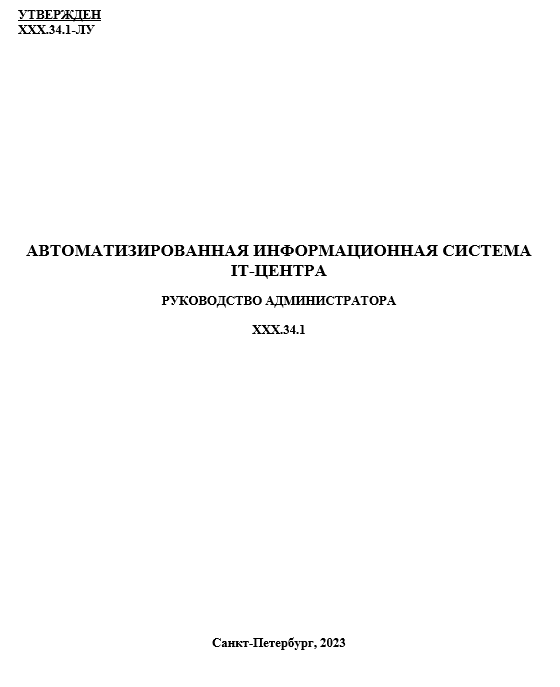 УТВЕРЖДЕН
ХХХ.34.1-ЛУ
АВТОМАТИЗИРОВАННАЯ ИНФОРМАЦИОННАЯ СИСТЕМА
IT-ЦЕНТРА
РУКОВОДСТВО АДМИНИСТРАТОРА
ХХХ.34.1
Санкт-Петербург, 2023